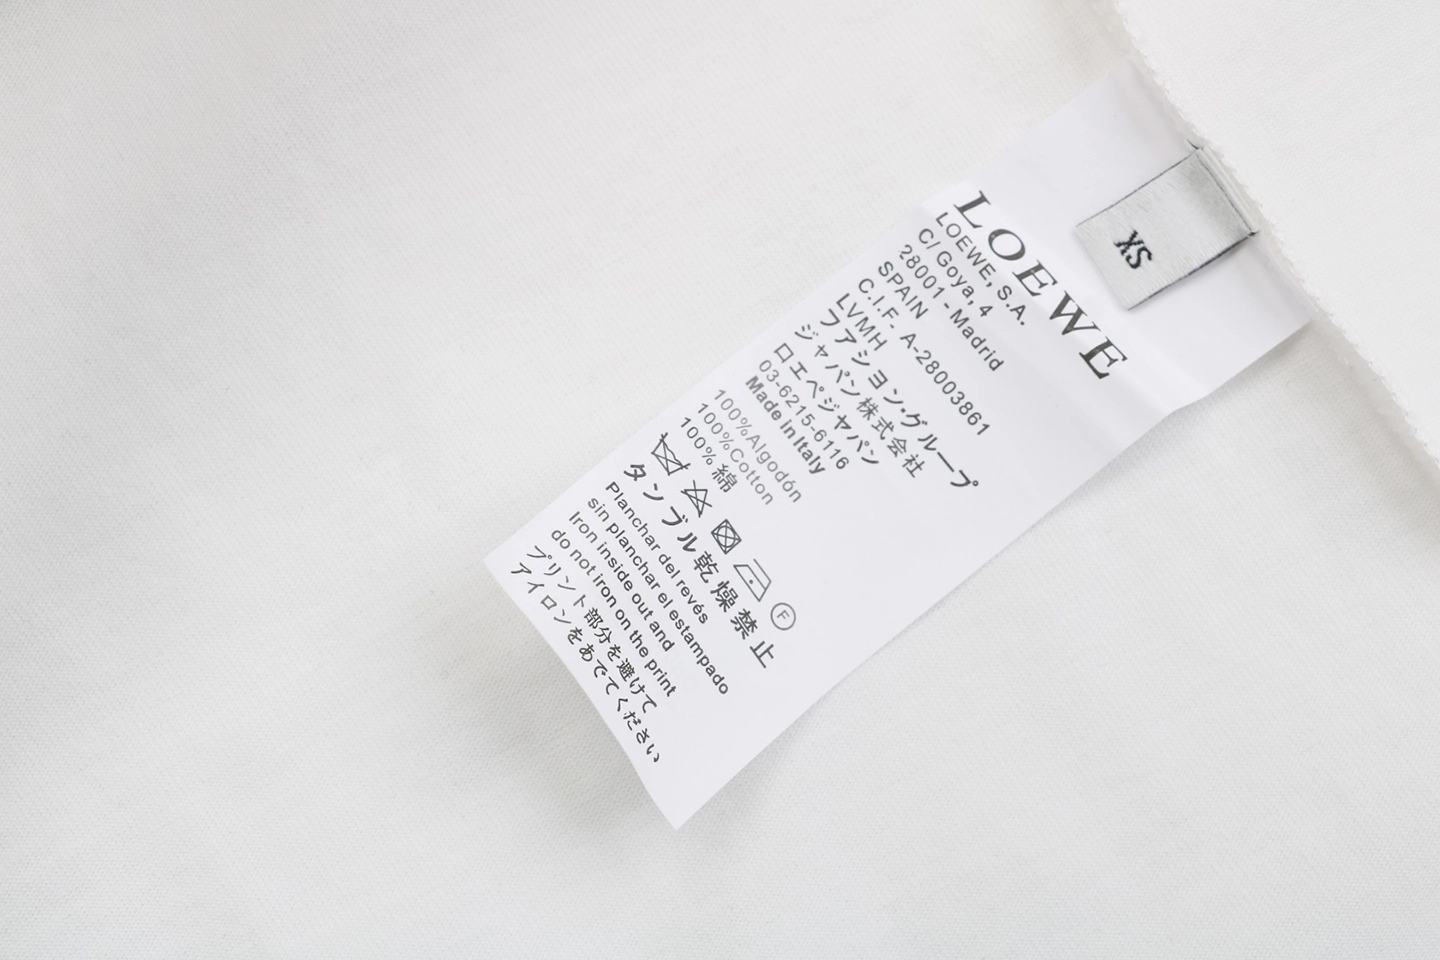 XS
LOEWE
LOEWE, S.A.
C/ Goya, 4
28001 - Madrid
SPAIN
C.I.F. A-28003861
LVMH
ファション・グループ
ジャパン株式会社
ロエベジャパン
03-6215-6116
Made in Italy
100%Algodón
100%Cotton
100%綿
F
タンブル乾燥禁止
Planchar del revés
sin planchar el estampado
Iron inside out and
do not iron on the print
プリント部分を避けて
アイロンをあててください